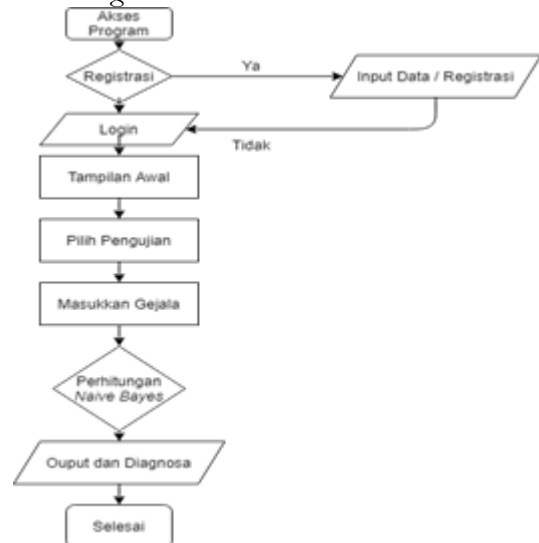 Akses
Program
Registrasi
Ya
Input Data / Registrasi
Login
Tidak
Tampilan Awal
Pilih Pengujian
Masukkan Gejala
Perhitungan
Naive Bayes
Ouput dan Diagnosa
Selesai